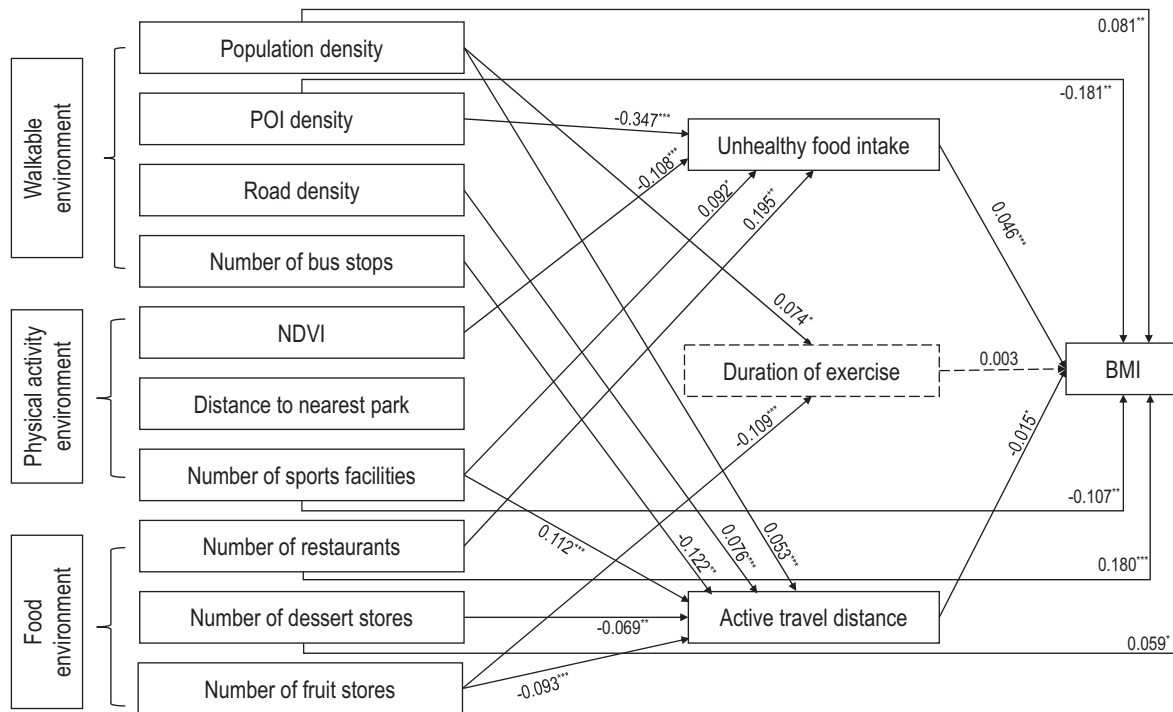 Walkable
environment
Physical activity
environment
Food
environment
Population density
POI density
Road density
Number of bus stops
NDVI
Distance to nearest park
Number of sports facilities
Number of restaurants
Number of dessert stores
Number of fruit stores
Unhealthy food intake
Duration of exercise
Active travel distance
BMI
0.081**
-0.181**
-0.347***
-0.108***
0.092*
0.195**
0.046***
0.074*
0.003
-0.109***
-0.015*
-0.107**
0.112***
-0.122**
0.076***
0.053***
0.180***
-0.069**
0.059*
-0.093***